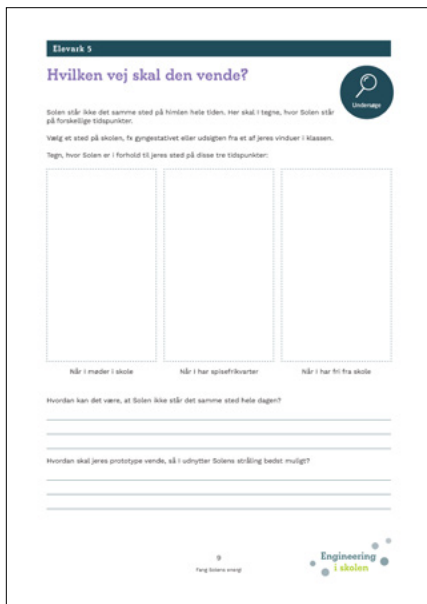 Elevark 5
Hvilken vej skal den vende?
Undersøge
Solen står ikke det samme sted på himlen hele tiden. Her skal I tegne, hvor Solen står
på forskellige tidspunkter.
Vælg et sted på skolen, fx gyngestativet eller udsigten fra et af jeres vinduer i klassen.
Tegn, hvor Solen er i forhold til jeres sted på disse tre tidspunkter:
Når I møder i skole
Når I har spisefrikvarter
Når I har fri fra skole
Hvordan kan det være, at Solen ikke står det samme sted hele dagen?
Hvordan skal jeres prototype vende, så I udnytter Solens stråling bedst muligt?
9
Fang Solens energi
Engineering
i skolen